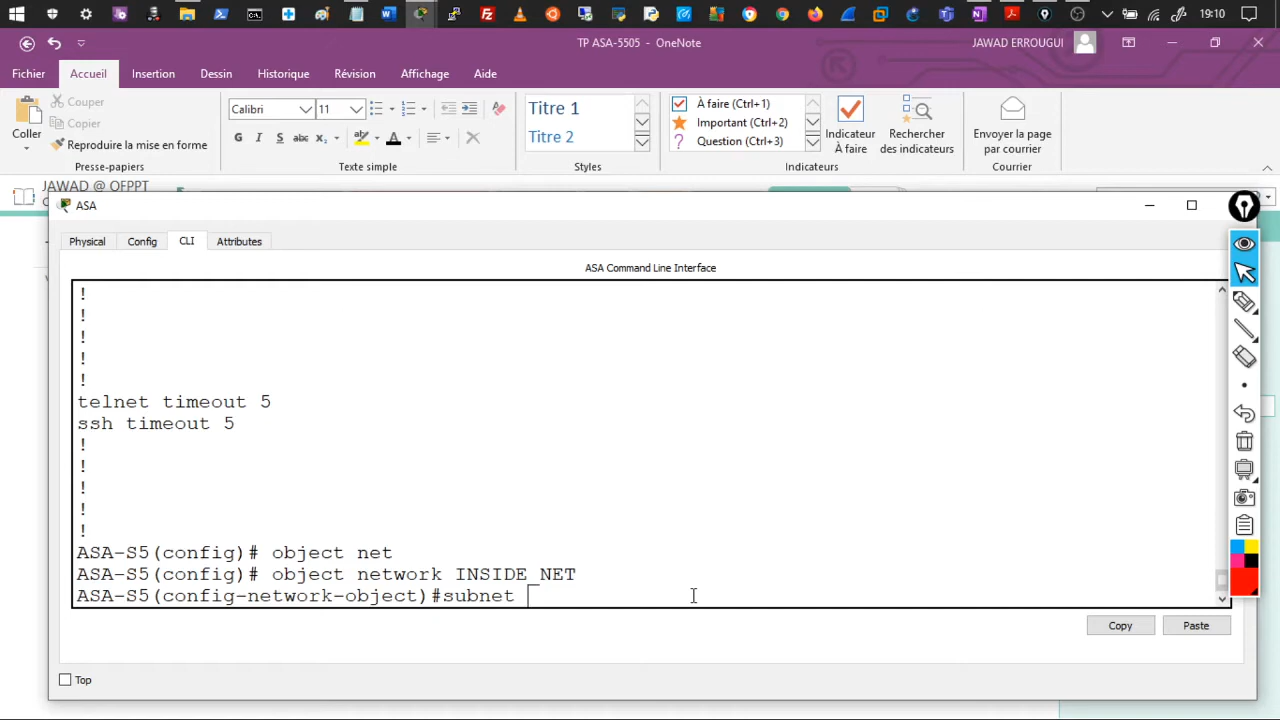 19:10
TP ASA-5505 - OneNote
JAWAD ERROUGUI
Fichier
Accueil
Insertion
Dessin
Historique
Révision
Affichage
Aide
Coller
Couper
Copier
Reproduire la mise en forme
Presse-papiers
Calibri
11
Texte simple
Titre 1
Titre 2
Styles
À faire (Ctrl+1)
Important (Ctrl+2)
Question (Ctrl+3)
Indicateur
À faire
Rechercher
des indicateurs
Indicateurs
Envoyer la page
par courrier
Courrier
JAWAD @ OFPPT
ASA
Physical
Config
CLI
Attributes
ASA Command Line Interface
!
!
!
!
!
telnet timeout 5
ssh timeout 5
!
!
!
!
!
ASA-S5(config)# object net
ASA-S5(config)# object network INSIDE_NET
ASA-S5(config-network-object)#subnet
Copy
Paste
Top